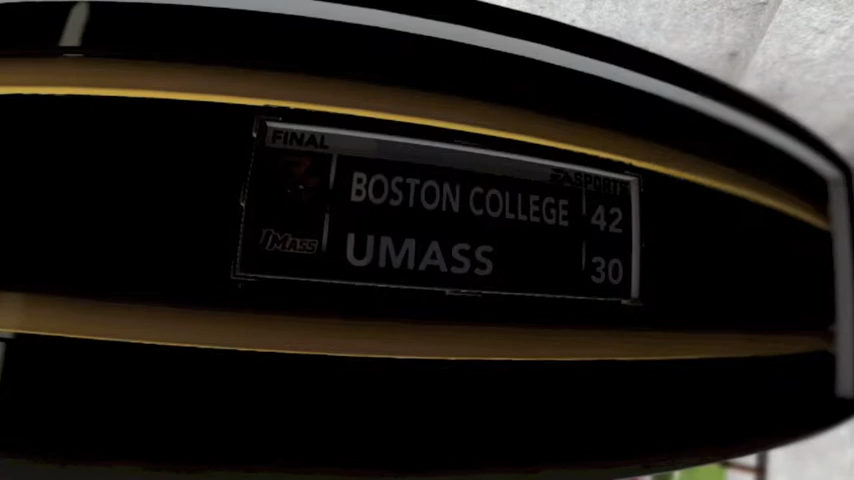 FINAL
EA SPORTS
BOSTON COLLEGE 42
UMASS
UMASS 30